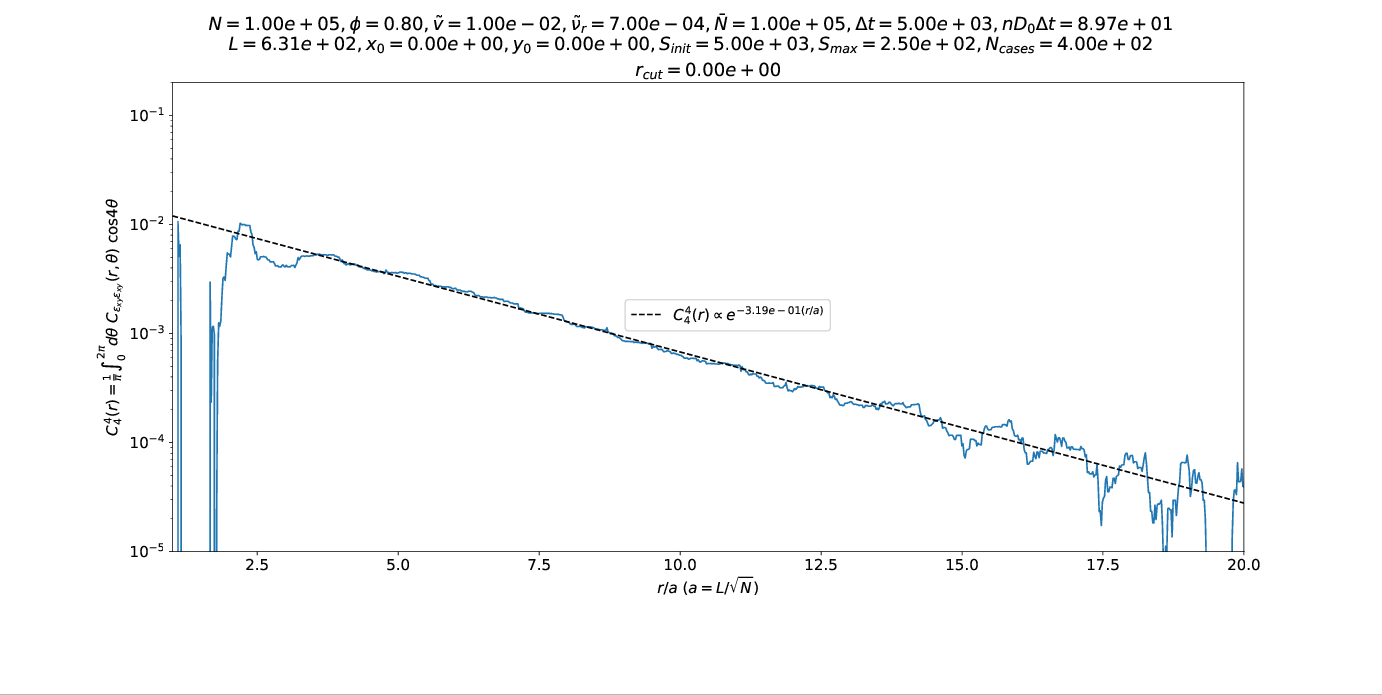 N = 1.00e + 05, ϕ = 0.80, ṽ = 1.00e − 02, ν̃_r = 7.00e − 04, N̄ = 1.00e + 05, Δt = 5.00e + 03, nD_0Δt = 8.97e + 01
L = 6.31e + 02, x_0 = 0.00e + 00, y_0 = 0.00e + 00, S_init = 5.00e + 03, S_max = 2.50e + 02, N_cases = 4.00e + 02
r_cut = 0.00e + 00
10^−1
10^−2
10^−3
10^−4
10^−5
C_4^4(r) = 1/π ∫_0^{2π} dθ C_{ε_xy ε_xy}(r, θ) cos4θ
C_4^4(r) ∝ e^{−3.19e − 01(r/a)}
2.5 5.0 7.5 10.0 12.5 15.0 17.5 20.0
r/a (a = L/√N)